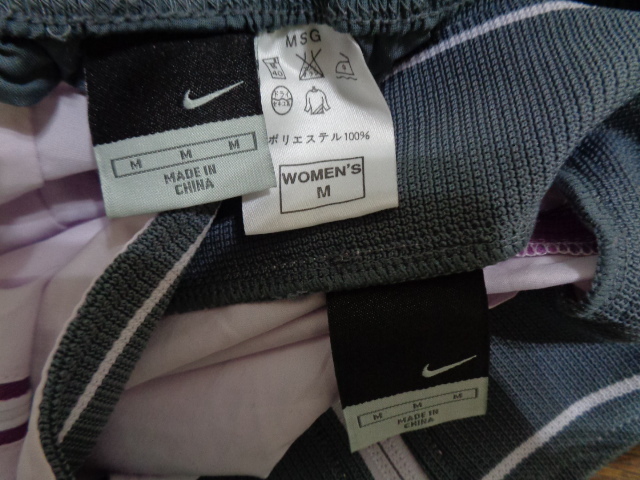 MSG
ポリエステル100%
WOMEN'S
M
M M M
MADE IN
CHINA
M M M
MADE IN
CHINA